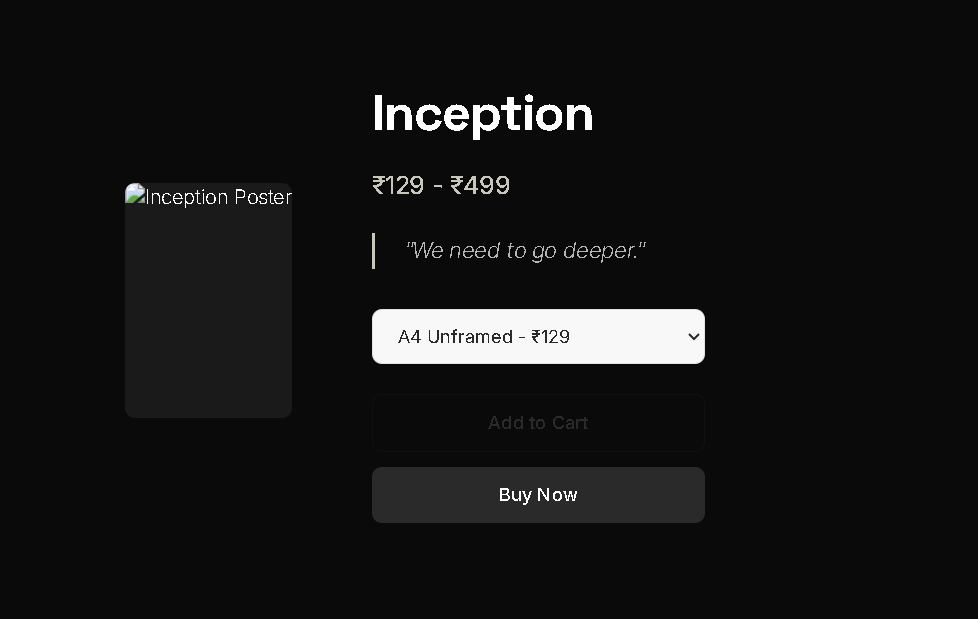 Inception
₹129 - ₹499
Inception Poster
"We need to go deeper."
A4 Unframed - ₹129
Add to Cart
Buy Now